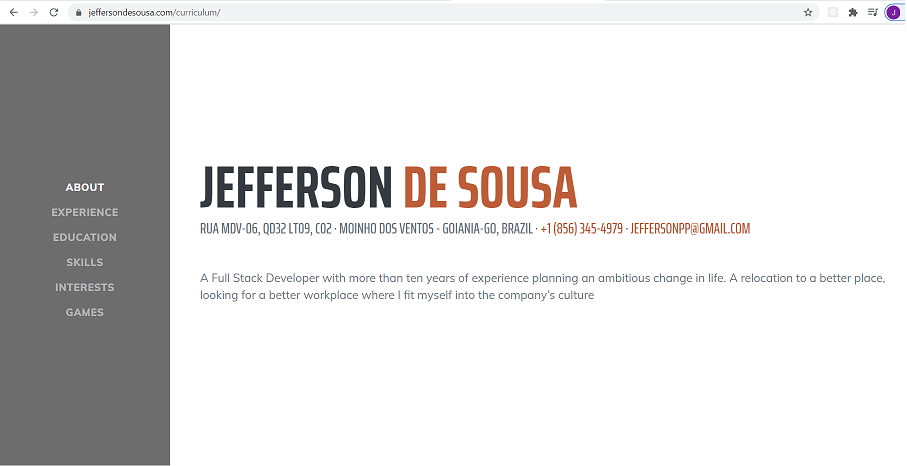 jeffersondesousa.com/curriculum/
J
ABOUT
EXPERIENCE
EDUCATION
SKILLS
INTERESTS
GAMES
JEFFERSON DE SOUSA
RUA MDV-06, QD32 LT09, C02 · MOINHO DOS VENTOS - GOIANIA-GO, BRAZIL · +1 (856) 345-4979 · JEFFERSONPP@GMAIL.COM
A Full Stack Developer with more than ten years of experience planning an ambitious change in life. A relocation to a better place,
looking for a better workplace where I fit myself into the company's culture